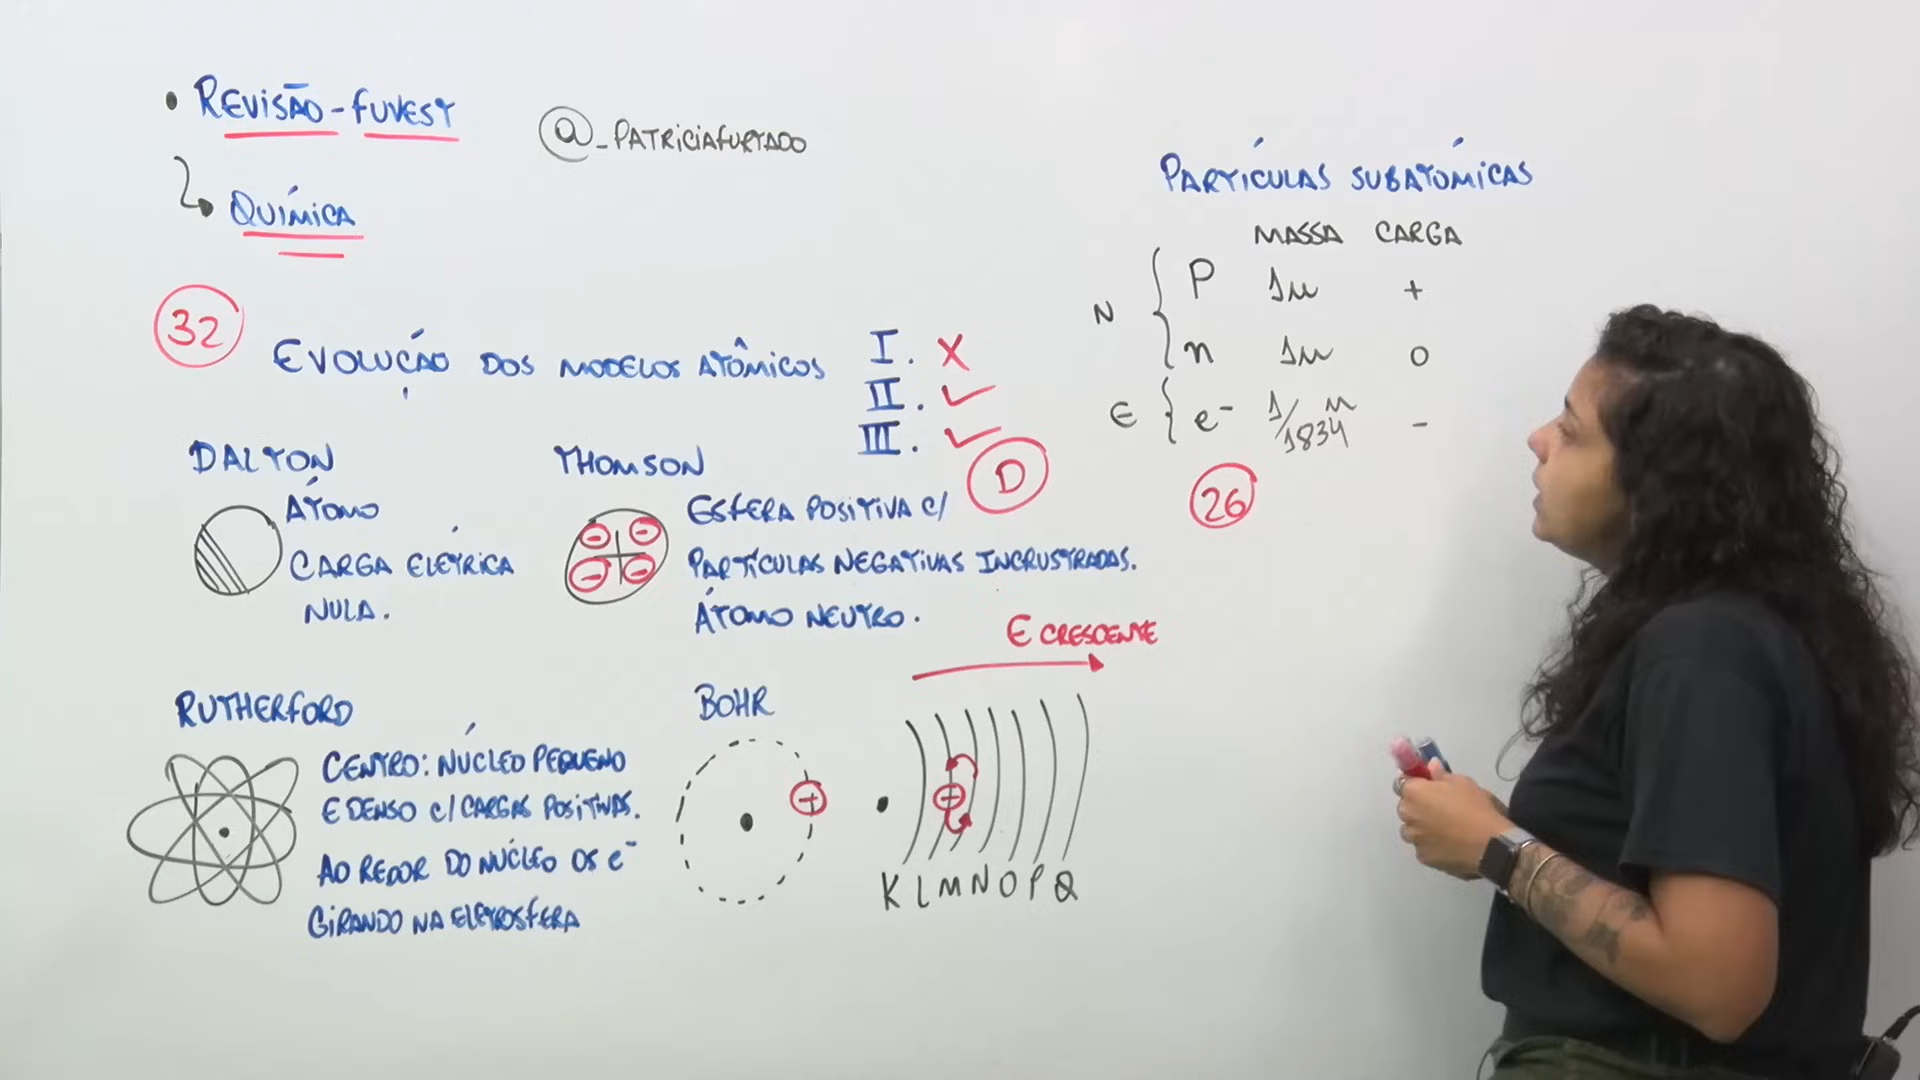 • REVISÃO - FUVEST
@_PATRICIAFURTADO
QUÍMICA
32
EVOLUÇÃO DOS MODELOS ATÔMICOS
I. X
II. ✓
III. ✓
D
DALTON
ÁTOMO
CARGA ELÉTRICA
NULA.
THOMSON
ESFERA POSITIVA C/
PARTÍCULAS NEGATIVAS INCRUSTRADAS.
ÁTOMO NEUTRO.
RUTHERFORD
CENTRO: NÚCLEO PEQUENO
E DENSO C/ CARGAS POSITIVAS.
AO REDOR DO NÚCLEO OS e⁻
GIRANDO NA ELETROSFERA
BOHR
E CRESCENTE
K L M N O P Q
PARTÍCULAS SUBATÔMICAS
MASSA CARGA
N { P 1u +
n 1u 0
E { e⁻ 1/1834 u -
26